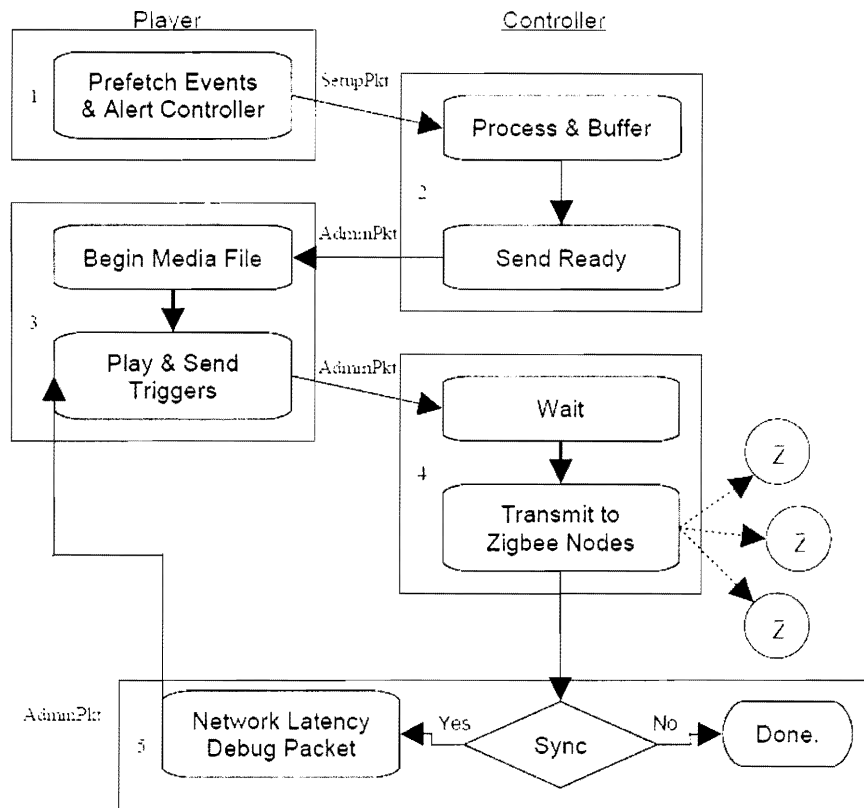 Player
Controller
1
Prefetch Events
& Alert Controller
SetupPkt
Process & Buffer
2
AdminPkt
Begin Media File
Send Ready
3
Play & Send
Triggers
AdminPkt
Wait
4
Transmit to
Zigbee Nodes
Z
Z
Z
AdminPkt
5
Network Latency
Debug Packet
Yes
Sync
No
Done.